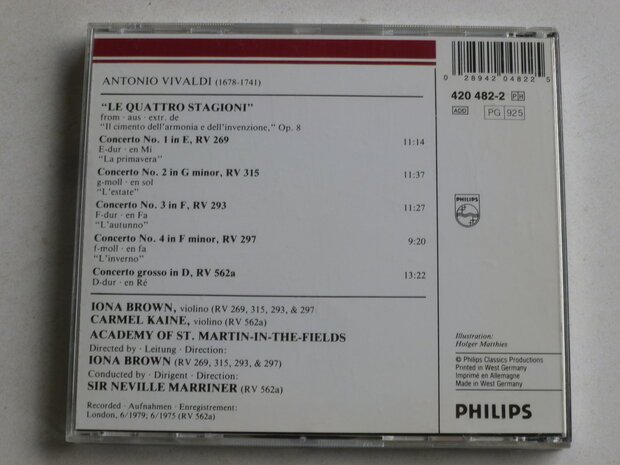 ANTONIO VIVALDI (1678-1741)
"LE QUATTRO STAGIONI"
from · aus · extr. de
"Il cimento dell'armonia e dell'invenzione," Op. 8
Concerto No. 1 in E, RV 269 11:14
E-dur · en Mi
"La primavera"
Concerto No. 2 in G minor, RV 315 11:37
g-moll · en sol
"L'estate"
Concerto No. 3 in F, RV 293 11:27
F-dur · en Fa
"L'autunno"
Concerto No. 4 in F minor, RV 297 9:20
f-moll · en fa
"L'inverno"
Concerto grosso in D, RV 562a 13:22
D-dur · en Ré
IONA BROWN, violino (RV 269, 315, 293, & 297
CARMEL KAINE, violino (RV 562a)
ACADEMY OF ST. MARTIN-IN-THE-FIELDS
Directed by · Leitung · Direction:
IONA BROWN (RV 269, 315, 293, & 297)
Conducted by · Dirigent · Direction:
SIR NEVILLE MARRINER (RV 562a)
Recorded · Aufnahmen · Enregistrement:
London, 6/1979; 6/1975 (RV 562a)
0 28942 04822 5
420 482-2 PH
ADD PG 925
PHILIPS
Illustration:
Holger Matthies
© Philips Classics Productions
Printed in West Germany
Imprimé en Allemagne
Made in West Germany
PHILIPS